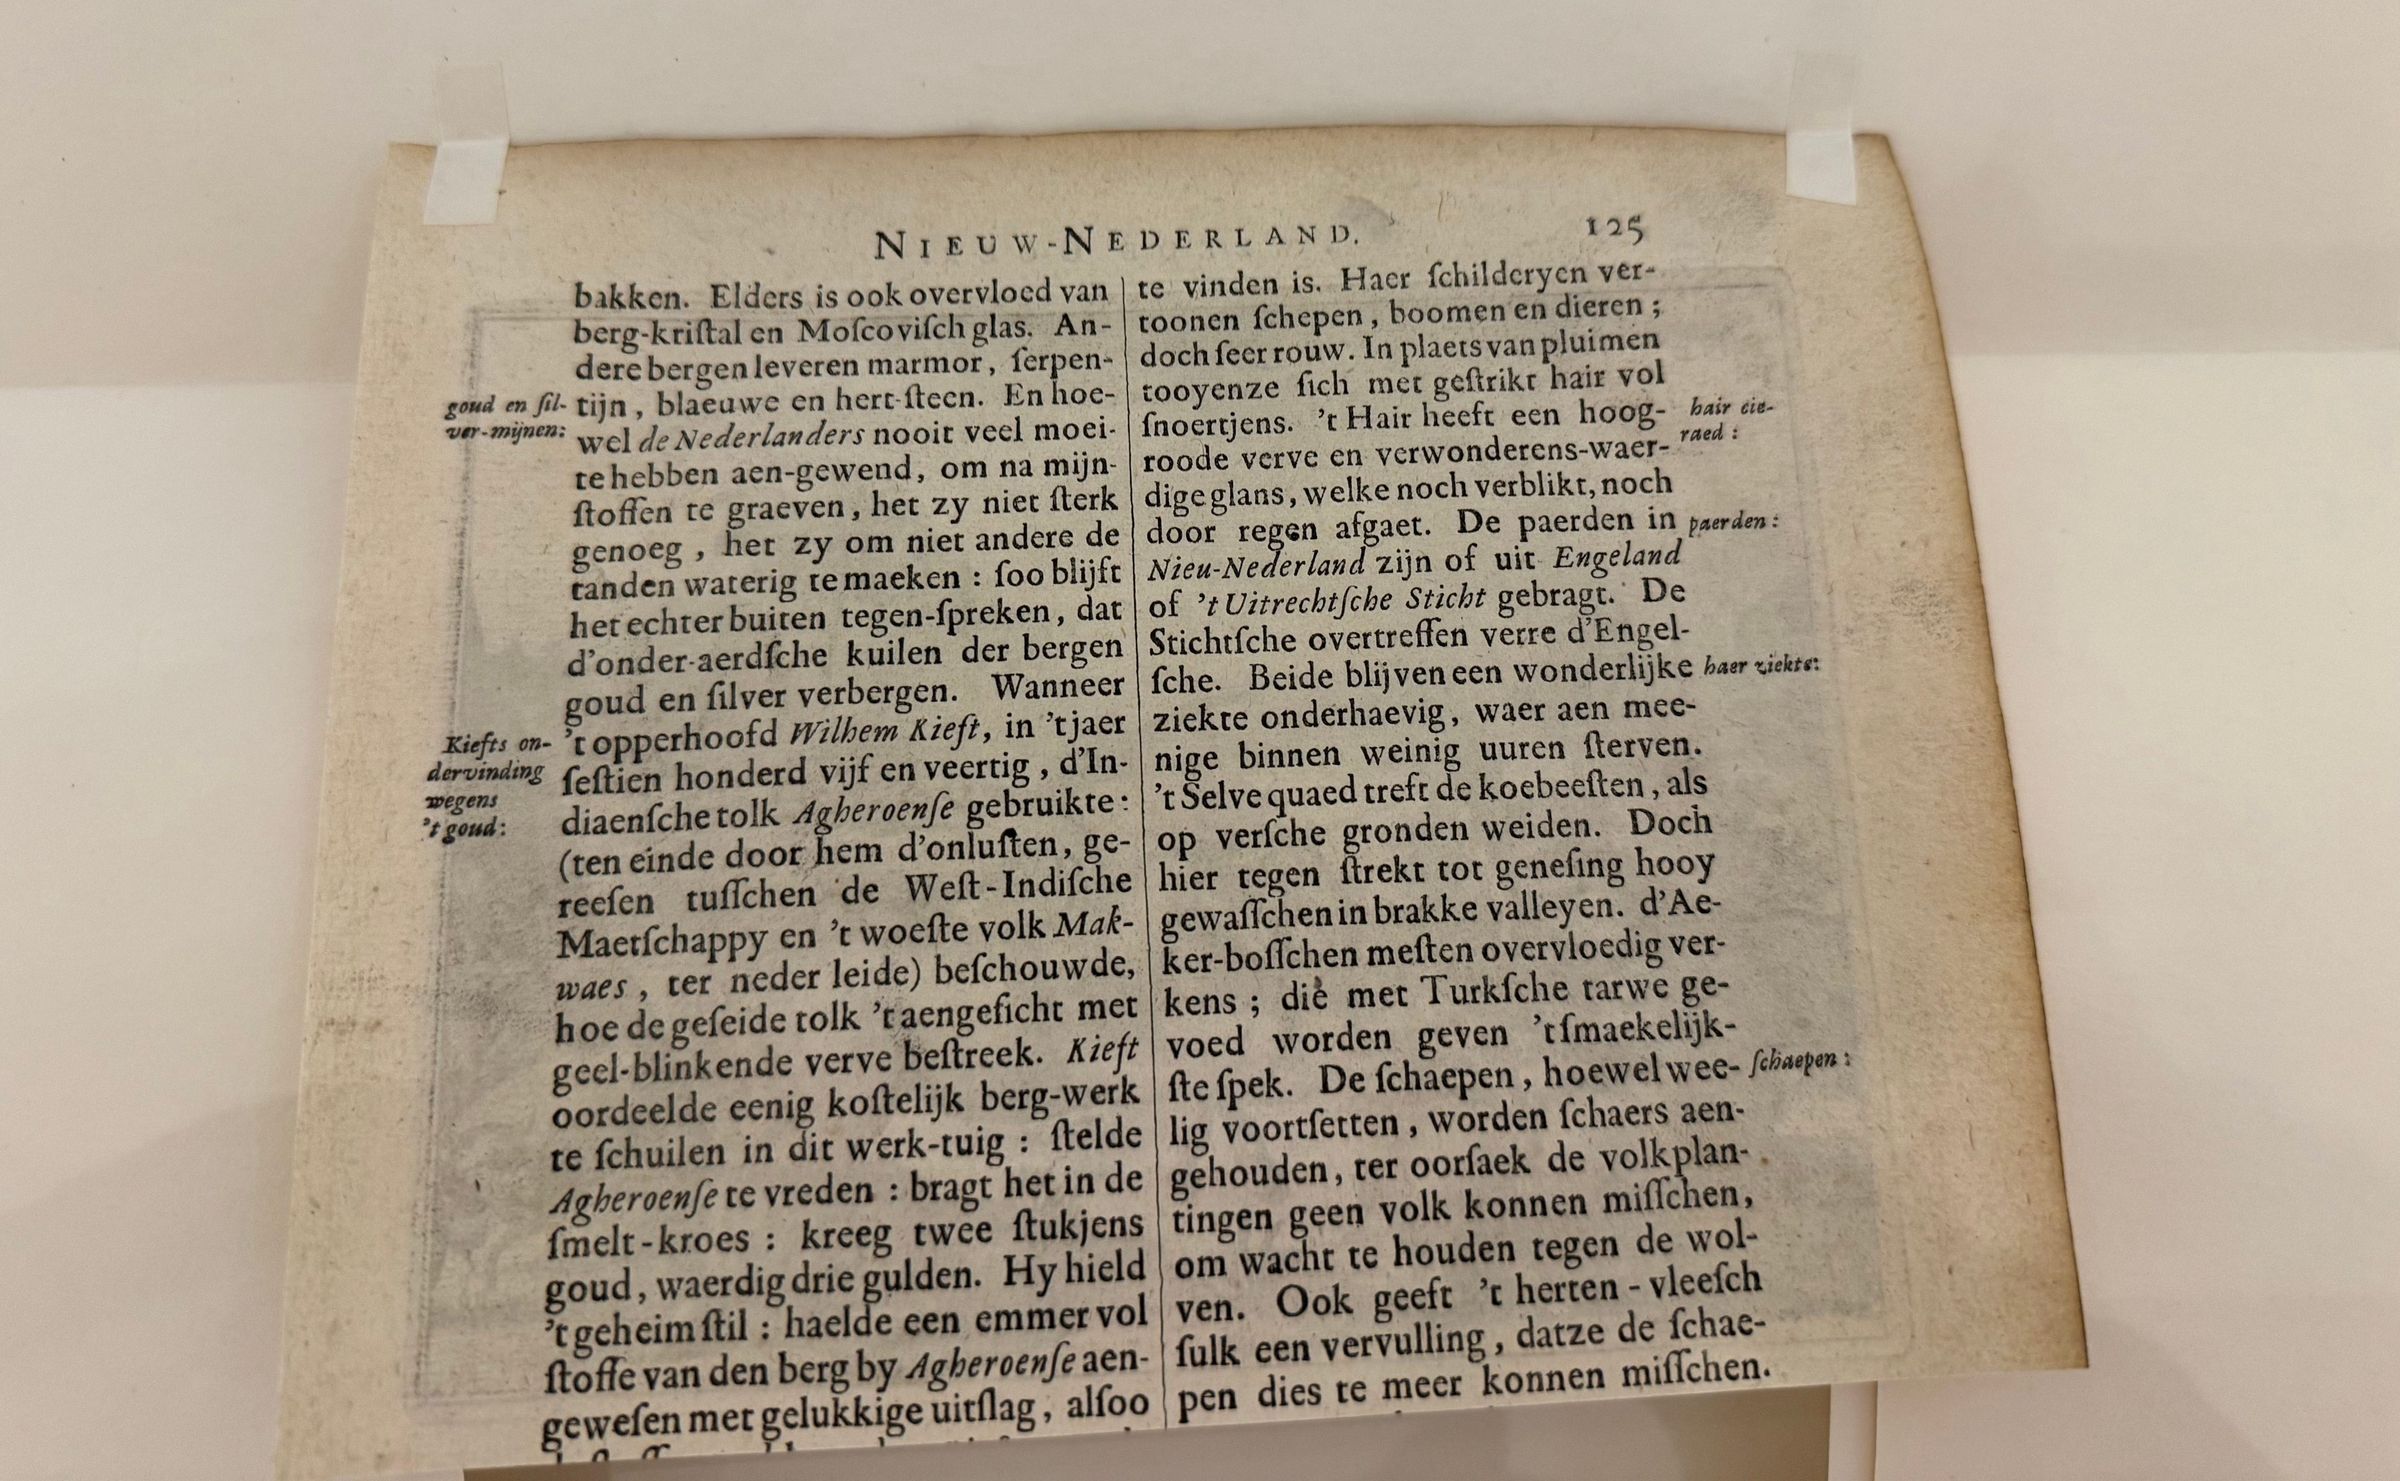 NIEUW-NEDERLAND. 125
bakken. Elders is ook overvloed van
berg-kriſtal en Moſcoviſch glas. An-
dere bergen leveren marmor, ſerpen-
goud en ſil-
ver-mijnen:
tijn, blaeuwe en hert-ſteen. En hoe-
wel de Nederlanders nooit veel moei-
te hebben aen-gewend, om na mijn-
ſtoffen te graeven, het zy niet ſterk
genoeg, het zy om niet andere de
tanden waterig te maeken: ſoo blijft
het echter buiten tegen-ſpreken, dat
d'onder-aerdſche kuilen der bergen
goud en ſilver verbergen. Wanneer
Kiefts on-
dervinding
wegens
't goud:
't opperhoofd Wilhem Kieft, in 't jaer
ſeſtien honderd vijf en veertig, d'In-
diaenſche tolk Agheroenſe gebruikte:
(ten einde door hem d'onluſten, ge-
reeſen tuſſchen de Weſt-Indiſche
Maetſchappy en 't woeſte volk Mak-
waes, ter neder leide) beſchouwde,
hoe de geſeide tolk 't aengeſicht met
geel-blinkende verve beſtreek. Kieft
oordeelde eenig koſtelijk berg-werk
te ſchuilen in dit werk-tuig: ſtelde
Agheroenſe te vreden: bragt het in de
ſmelt-kroes: kreeg twee ſtukjens
goud, waerdig drie gulden. Hy hield
't geheim ſtil: haelde een emmer vol
ſtoffe van den berg by Agheroenſe aen-
geweſen met gelukkige uitſlag, alſoo
te vinden is. Haer ſchilderyen ver-
toonen ſchepen, boomen en dieren;
doch ſeer rouw. In plaets van pluimen
tooyenze ſich met geſtrikt hair vol
ſnoertjens. 't Hair heeft een hoog-
hair cie-
raed:
roode verve en verwonderens-waer-
dige glans, welke noch verblikt, noch
door regen afgaet. De paerden in
paerden:
Nieu-Nederland zijn of uit Engeland
of 't Uitrechtſche Sticht gebragt. De
Stichtſche overtreffen verre d'Engel-
ſche. Beide blijven een wonderlijke
haer ziekte:
ziekte onderhaevig, waer aen mee-
nige binnen weinig uuren ſterven.
't Selve quaed treft de koebeeſten, als
op verſche gronden weiden. Doch
hier tegen ſtrekt tot geneſing hooy
gewaſſchen in brakke valleyen. d'Ae-
ker-boſſchen meſten overvloedig ver-
kens; die met Turkſche tarwe ge-
voed worden geven 't ſmaekelijk-
ſte ſpek. De ſchaepen, hoewel wee-
ſchaepen:
lig voortſetten, worden ſchaers aen-
gehouden, ter oorſaek de volkplan-
tingen geen volk konnen miſſchen,
om wacht te houden tegen de wol-
ven. Ook geeft 't herten-vleeſch
ſulk een vervulling, datze de ſchae-
pen dies te meer konnen miſſchen.